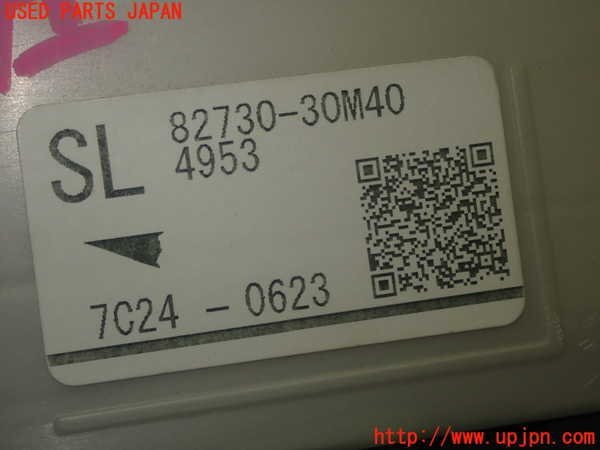 USED PARTS JAPAN
SL
82730-30M40
4953
7C24 - 0623
http://www.upjpn.com/